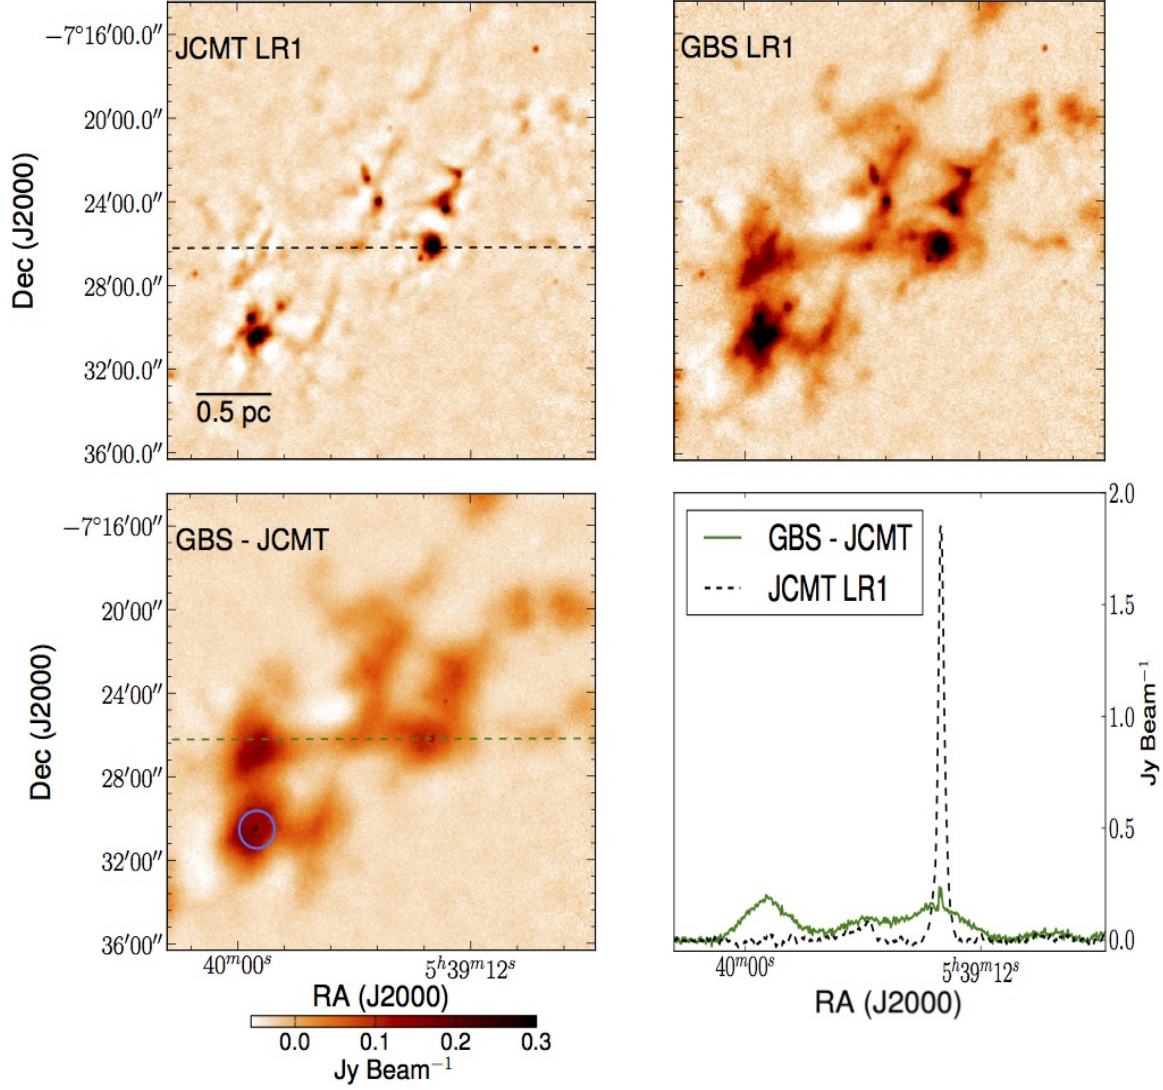 JCMT LR1
GBS LR1
Dec (J2000)
−7°16′00.0″
20′00.0″
24′00.0″
28′00.0″
32′00.0″
36′00.0″
0.5 pc
GBS - JCMT
Dec (J2000)
−7°16′00″
20′00″
24′00″
28′00″
32′00″
36′00″
40ᵐ00ˢ
5ʰ39ᵐ12ˢ
RA (J2000)
0.0
0.1
0.2
0.3
Jy Beam⁻¹
GBS - JCMT
JCMT LR1
2.0
1.5
1.0
0.5
0.0
Jy Beam⁻¹
40ᵐ00ˢ
5ʰ39ᵐ12ˢ
RA (J2000)